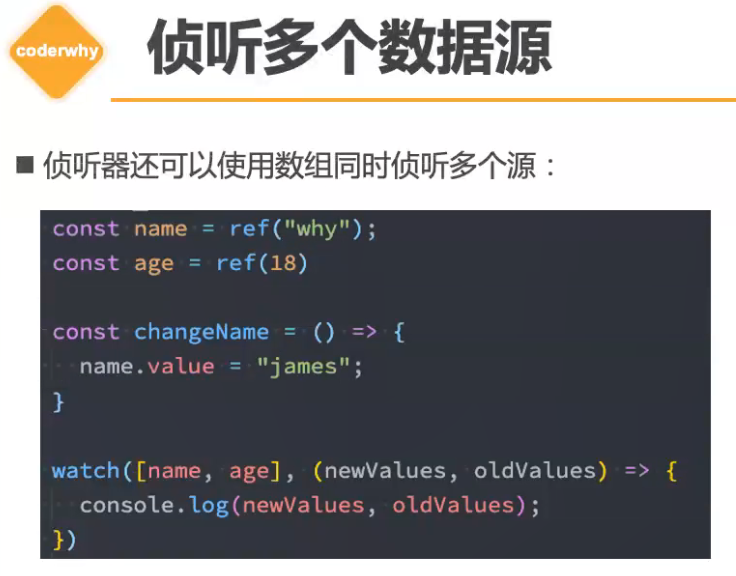 coderwhy
侦听多个数据源
■ 侦听器还可以使用数组同时侦听多个源：
const name = ref("why");
const age = ref(18)
const changeName = () => {
  name.value = "james";
}
watch([name, age], (newValues, oldValues) => {
  console.log(newValues, oldValues);
})